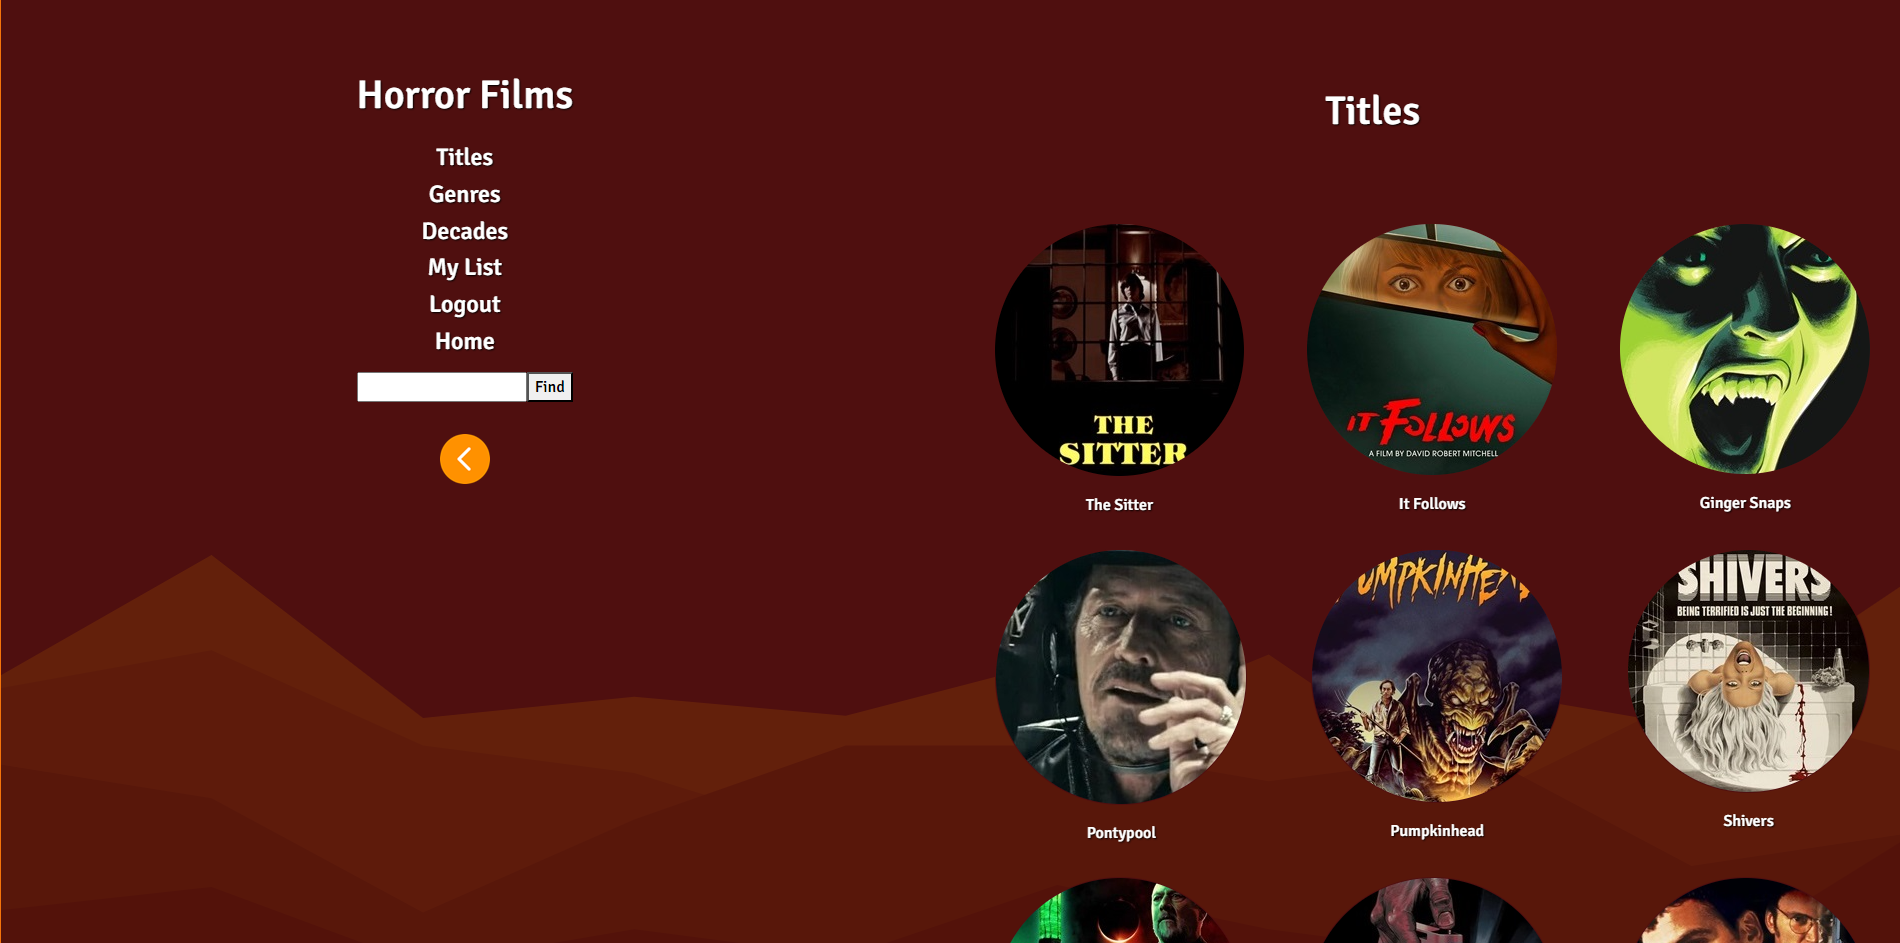 Horror Films
Titles
Genres
Decades
My List
Logout
Home
Find
Titles
THE
SITTER
The Sitter
IT FOLLOWS
A FILM BY DAVID ROBERT MITCHELL
It Follows
Ginger Snaps
Pontypool
UMPKINHE
Pumpkinhead
SHIVERS
BEING TERRIFIED IS JUST THE BEGINNING!
Shivers